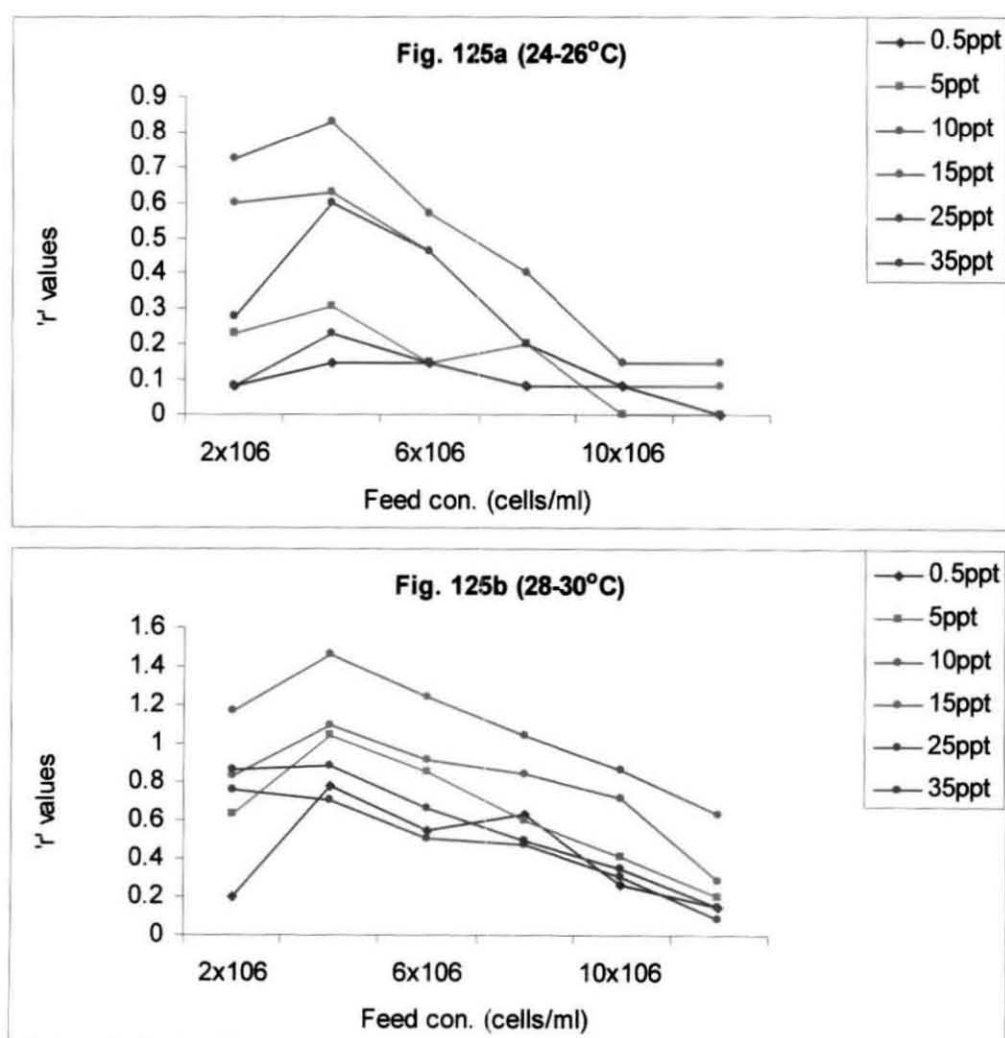 Fig. 125a (24-26°C)
0.9
0.8
0.7
0.6
0.5
0.4
0.3
0.2
0.1
0
'r' values
2x106
6x106
10x106
Feed con. (cells/ml)
0.5ppt
5ppt
10ppt
15ppt
25ppt
35ppt
Fig. 125b (28-30°C)
1.6
1.4
1.2
1
0.8
0.6
0.4
0.2
0
'r' values
2x106
6x106
10x106
Feed con. (cells/ml)
0.5ppt
5ppt
10ppt
15ppt
25ppt
35ppt